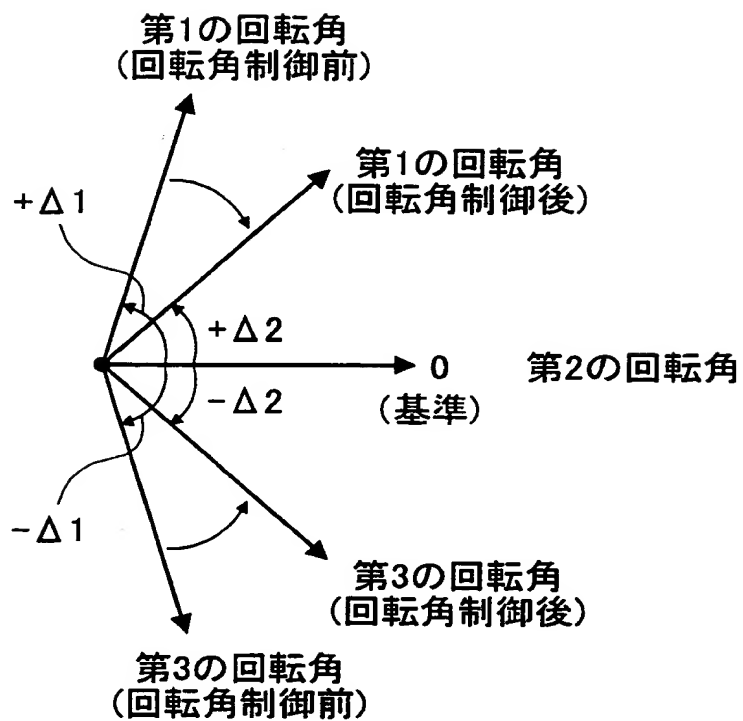 第1の回転角
(回転角制御前)
第1の回転角
(回転角制御後)
+Δ1
+Δ2
0
第2の回転角
(基準)
-Δ2
-Δ1
第3の回転角
(回転角制御後)
第3の回転角
(回転角制御前)